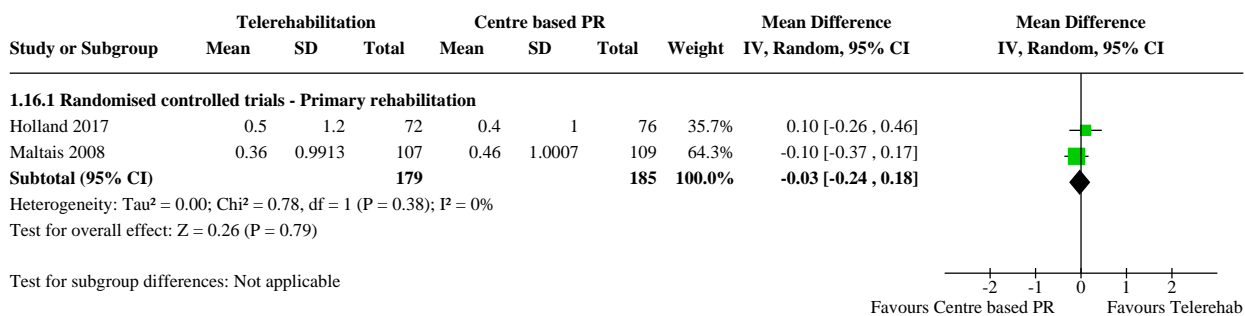 Telerehabilitation Centre based PR Mean Difference Mean Difference
Study or Subgroup Mean SD Total Mean SD Total Weight IV, Random, 95% CI IV, Random, 95% CI
1.16.1 Randomised controlled trials - Primary rehabilitation
Holland 2017 0.5 1.2 72 0.4 1 76 35.7% 0.10 [-0.26 , 0.46]
Maltais 2008 0.36 0.9913 107 0.46 1.0007 109 64.3% -0.10 [-0.37 , 0.17]
Subtotal (95% CI) 179 185 100.0% -0.03 [-0.24 , 0.18]
Heterogeneity: Tau² = 0.00; Chi² = 0.78, df = 1 (P = 0.38); I² = 0%
Test for overall effect: Z = 0.26 (P = 0.79)
Test for subgroup differences: Not applicable
-2 -1 0 1 2
Favours Centre based PR Favours Telerehab